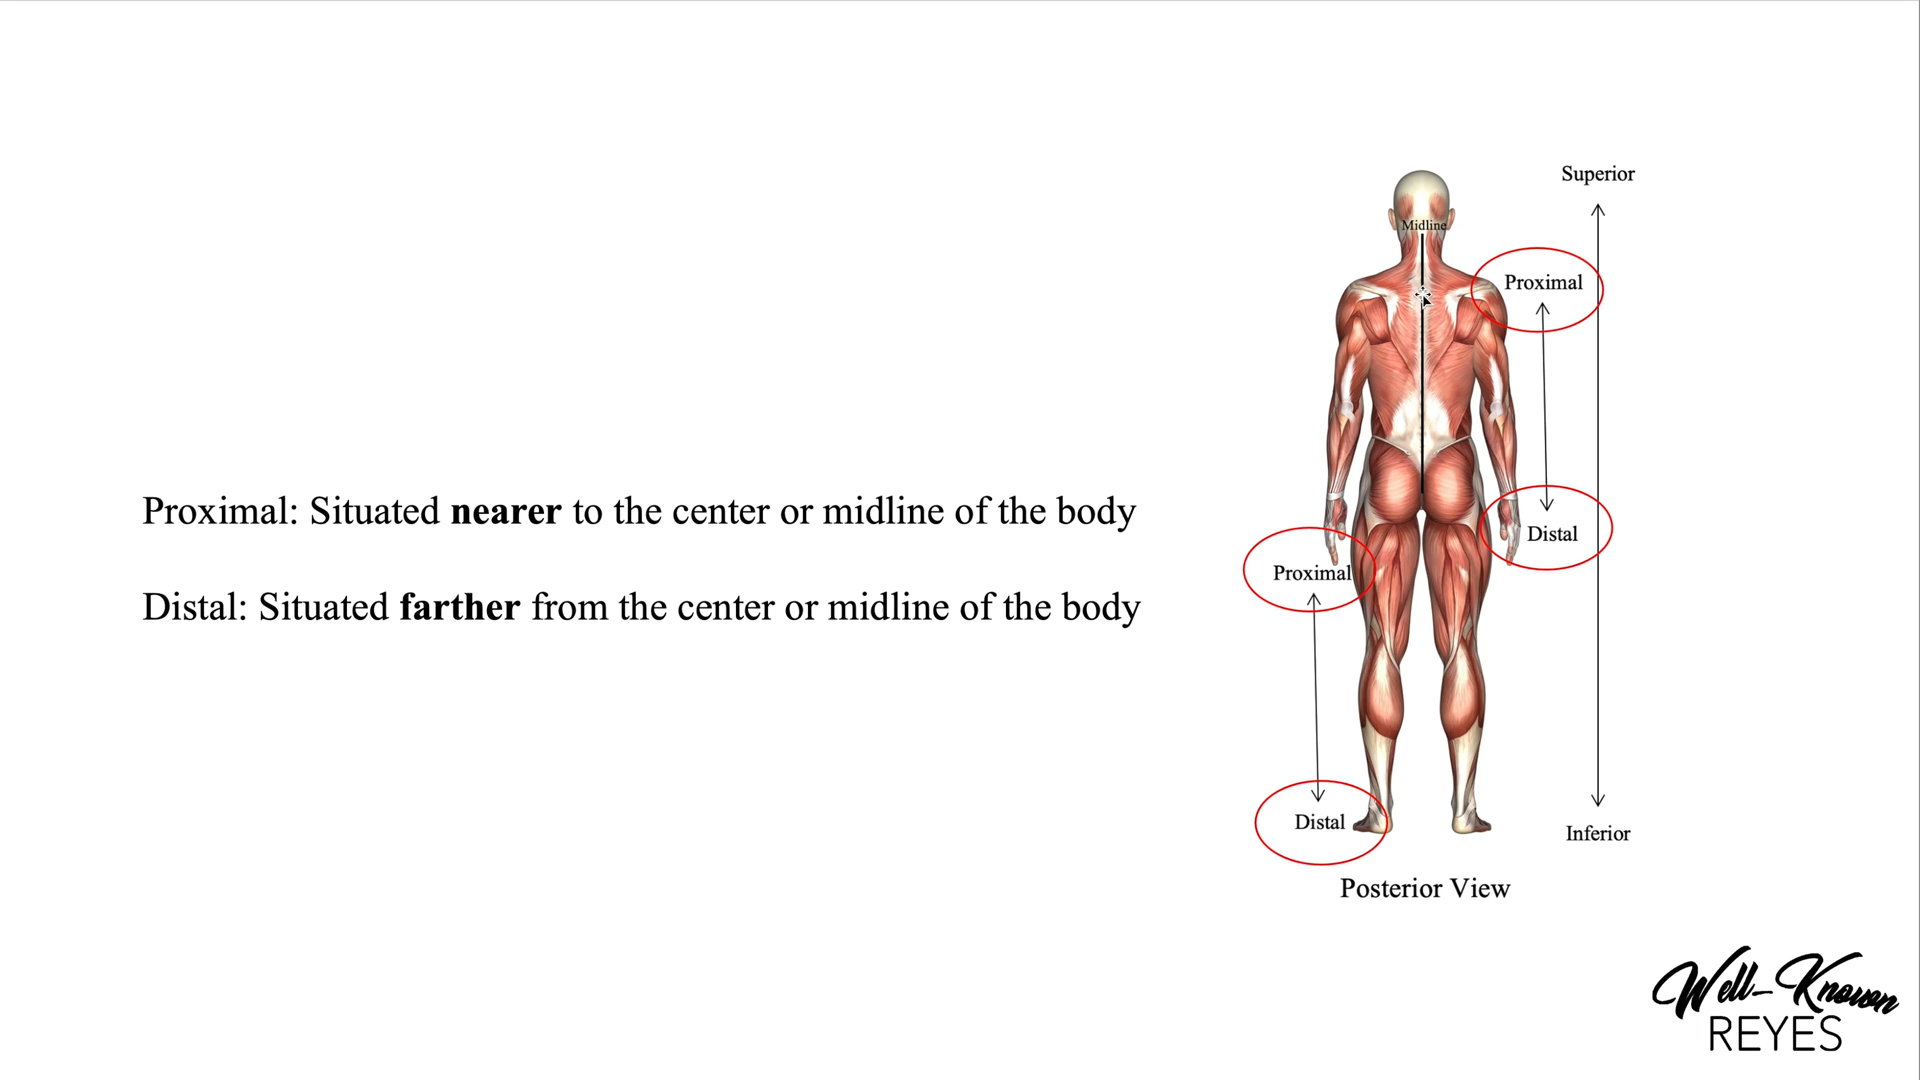 Superior
Midline
Proximal
Proximal: Situated nearer to the center or midline of the body
Distal
Proximal
Distal: Situated farther from the center or midline of the body
Distal
Inferior
Posterior View
Well-Known
REYES